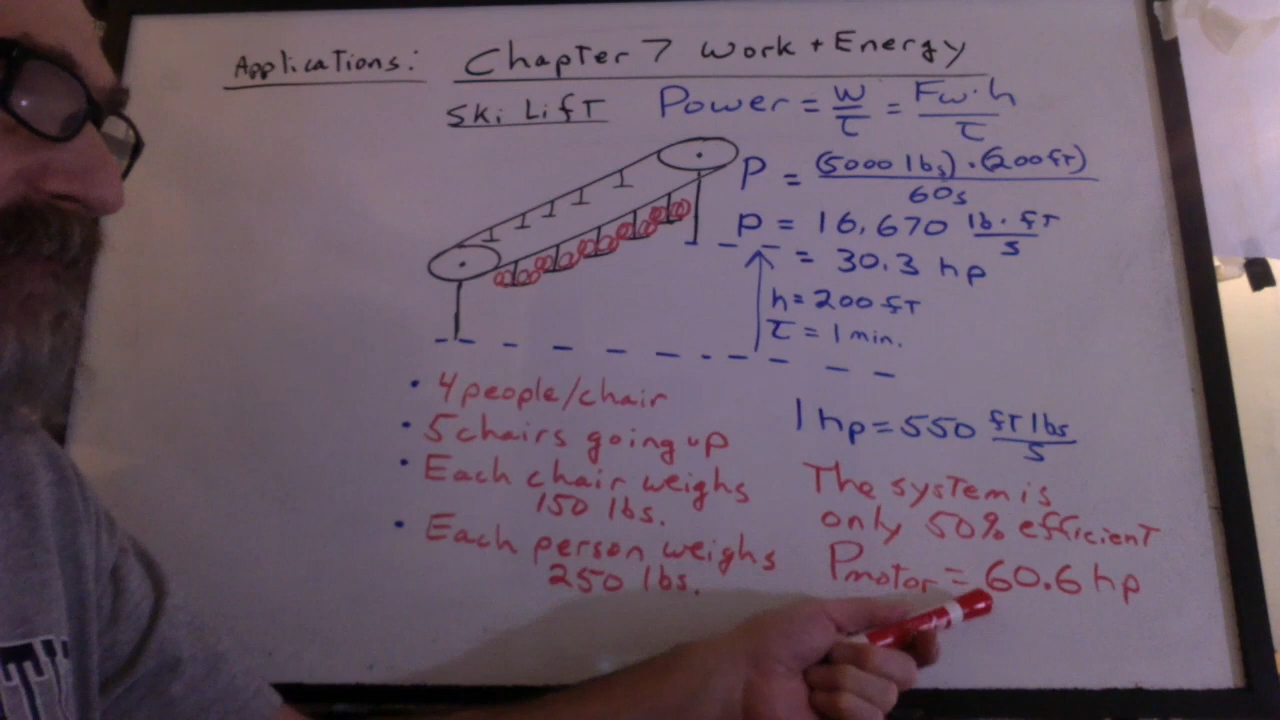 Applications: Chapter 7 Work + Energy
Ski Lift
Power = W/τ = Fw·h/τ
P = (5000 lbs)·(200 ft)/60s
P = 16,670 lb·ft/s
= 30.3 hp
h = 200 ft
τ = 1 min.
• 4 people/chair
• 5 chairs going up
• Each chair weighs
150 lbs.
• Each person weighs
250 lbs.
1 hp = 550 ft lbs/s
The system is
only 50% efficient
Pmotor = 60.6 hp